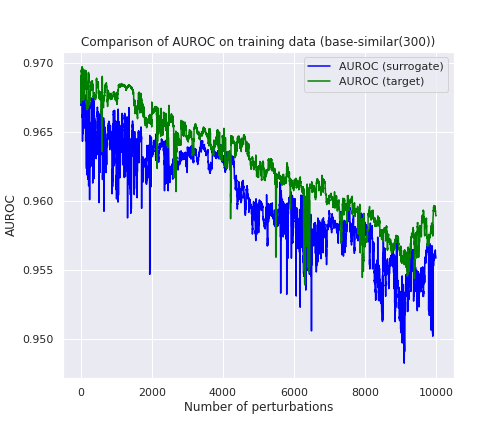 Comparison of AUROC on training data (base-similar(300))
AUROC (surrogate)
AUROC (target)
0.970
0.965
0.960
0.955
0.950
AUROC
0
2000
4000
6000
8000
10000
Number of perturbations